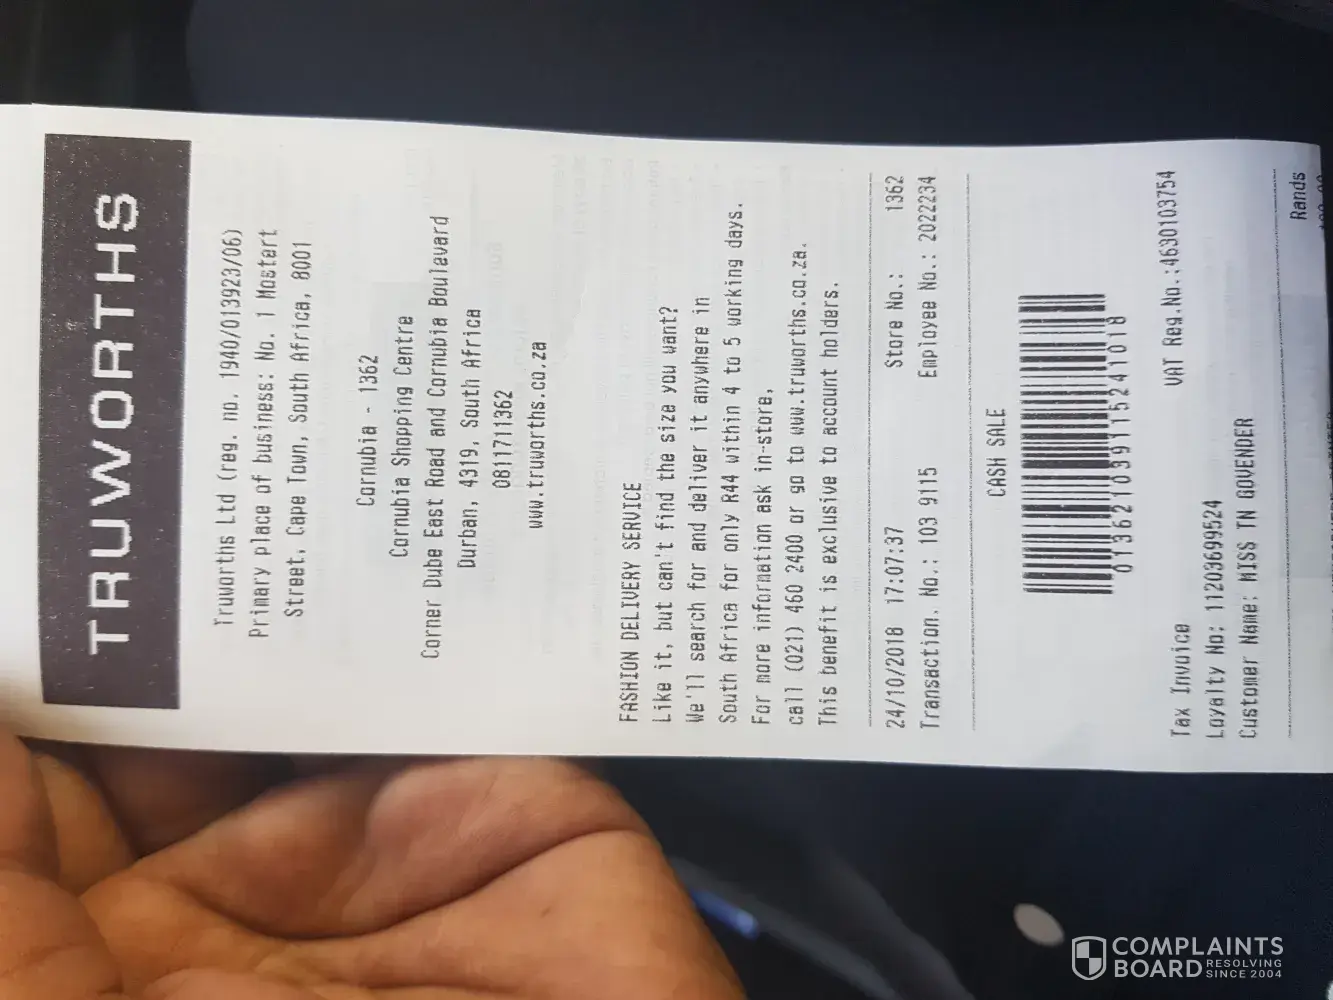 TRUWORTHS
Truworths Ltd (reg. no. 1940/013923/06)
Primary place of business: No. 1 Mostert
Street, Cape Town, South Africa, 8001
Cornubia - 1362
Cornubia Shopping Centre
Corner Dube East Road and Cornubia Boulevard
Durban, 4319, South Africa
0811711362
www.truworths.co.za
FASHION DELIVERY SERVICE
Like it, but can't find the size you want?
We'll search for and deliver it anywhere in
South Africa for only R44 within 4 to 5 working days.
For more information ask in-store,
call (021) 460 2400 or go to www.truworths.co.za.
This benefit is exclusive to account holders.
24/10/2018 17:07:37 Store No.: 1362
Transaction. No.: 103 9115 Employee No.: 2022234
CASH SALE
013621039115241018
Tax Invoice VAT Reg.No.:4630103754
Loyalty No: 11203699524
Customer Name: MISS TN GOVENDER
Rands
COMPLAINTS
BOARD RESOLVING
SINCE 2004